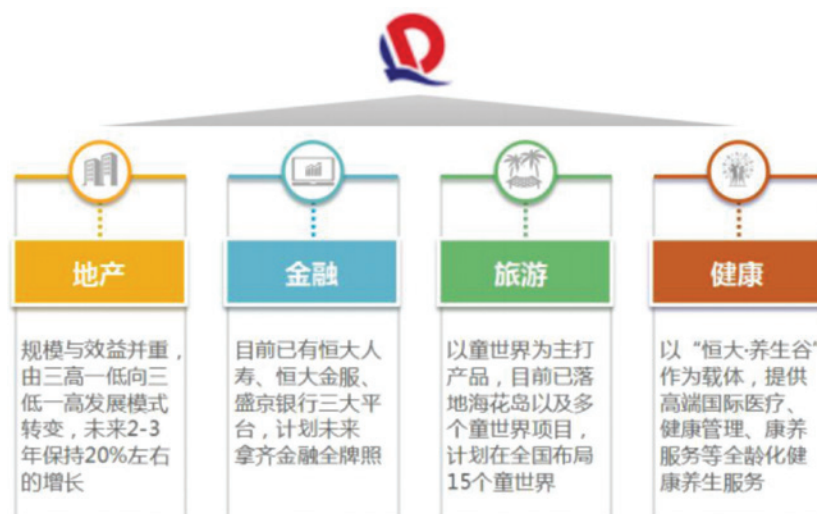 地产
规模与效益并重，
由三高一低向三
低一高发展模式
转变，未来2-3
年保持20%左右
的增长
金融
目前已有恒大人
寿、恒大金服、
盛京银行三大平
台，计划未来
拿齐金融全牌照
旅游
以童世界为主打
产品，目前已落
地海花岛以及多
个童世界项目，
计划在全国布局
15个童世界
健康
以“恒大·养生谷”
作为载体，提供
高端国际医疗、
健康管理、康养
服务等全龄化健
康养生服务